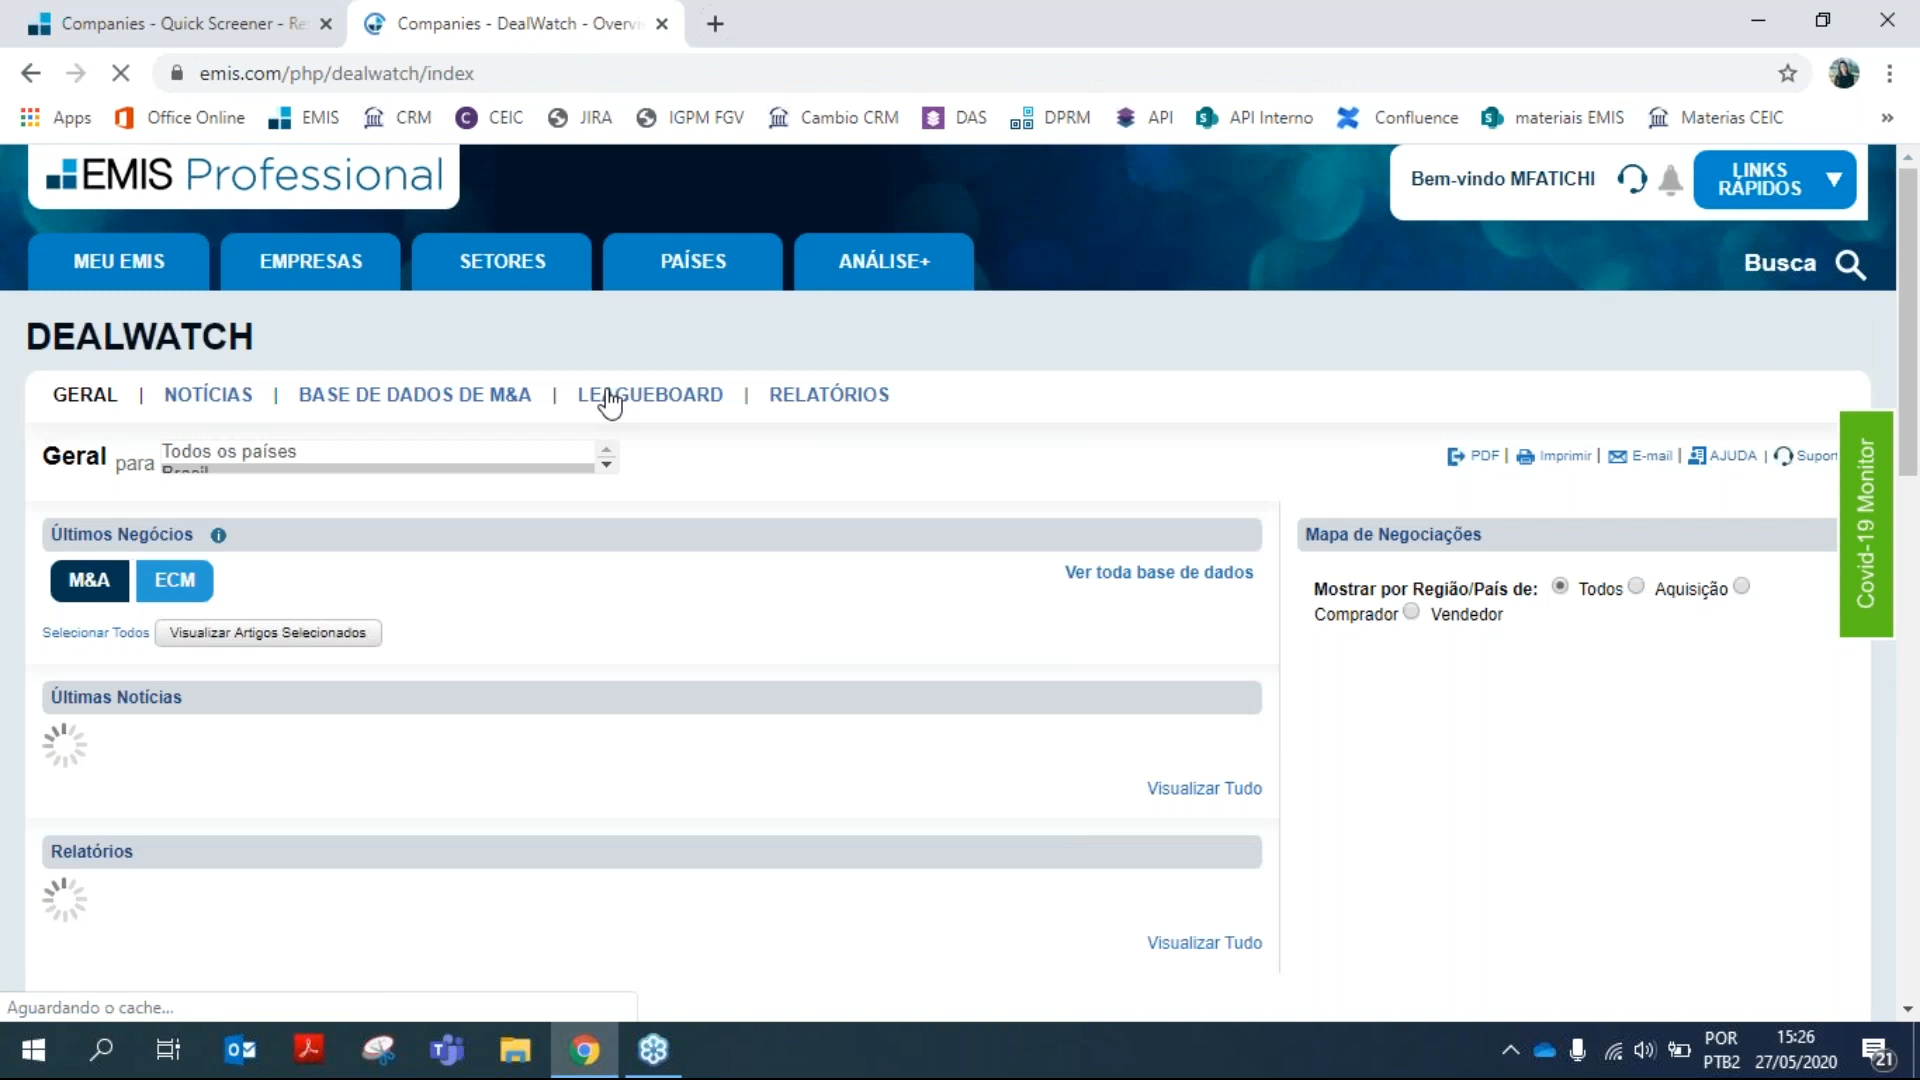 Companies - Quick Screener - Re
Companies - DealWatch - Overvi
emis.com/php/dealwatch/index
Apps Office Online EMIS CRM CEIC JIRA IGPM FGV Cambio CRM DAS DPRM API API Interno Confluence materiais EMIS Materias CEIC »
EMIS Professional
Bem-vindo MFATICHI
LINKS
RÁPIDOS
MEU EMIS EMPRESAS SETORES PAÍSES ANÁLISE+
Busca
DEALWATCH
GERAL | NOTÍCIAS | BASE DE DADOS DE M&A | LEAGUEBOARD | RELATÓRIOS
Geral para Todos os países
Brasil
PDF | Imprimir | E-mail | AJUDA | Supor
Covid-19 Monitor
Últimos Negócios
M&A ECM
Ver toda base de dados
Selecionar Todos Visualizar Artigos Selecionados
Mapa de Negociações
Mostrar por Região/País de: Todos Aquisição
Comprador Vendedor
Últimas Notícias
Visualizar Tudo
Relatórios
Visualizar Tudo
Aguardando o cache...
POR
PTB2
15:26
27/05/2020
21